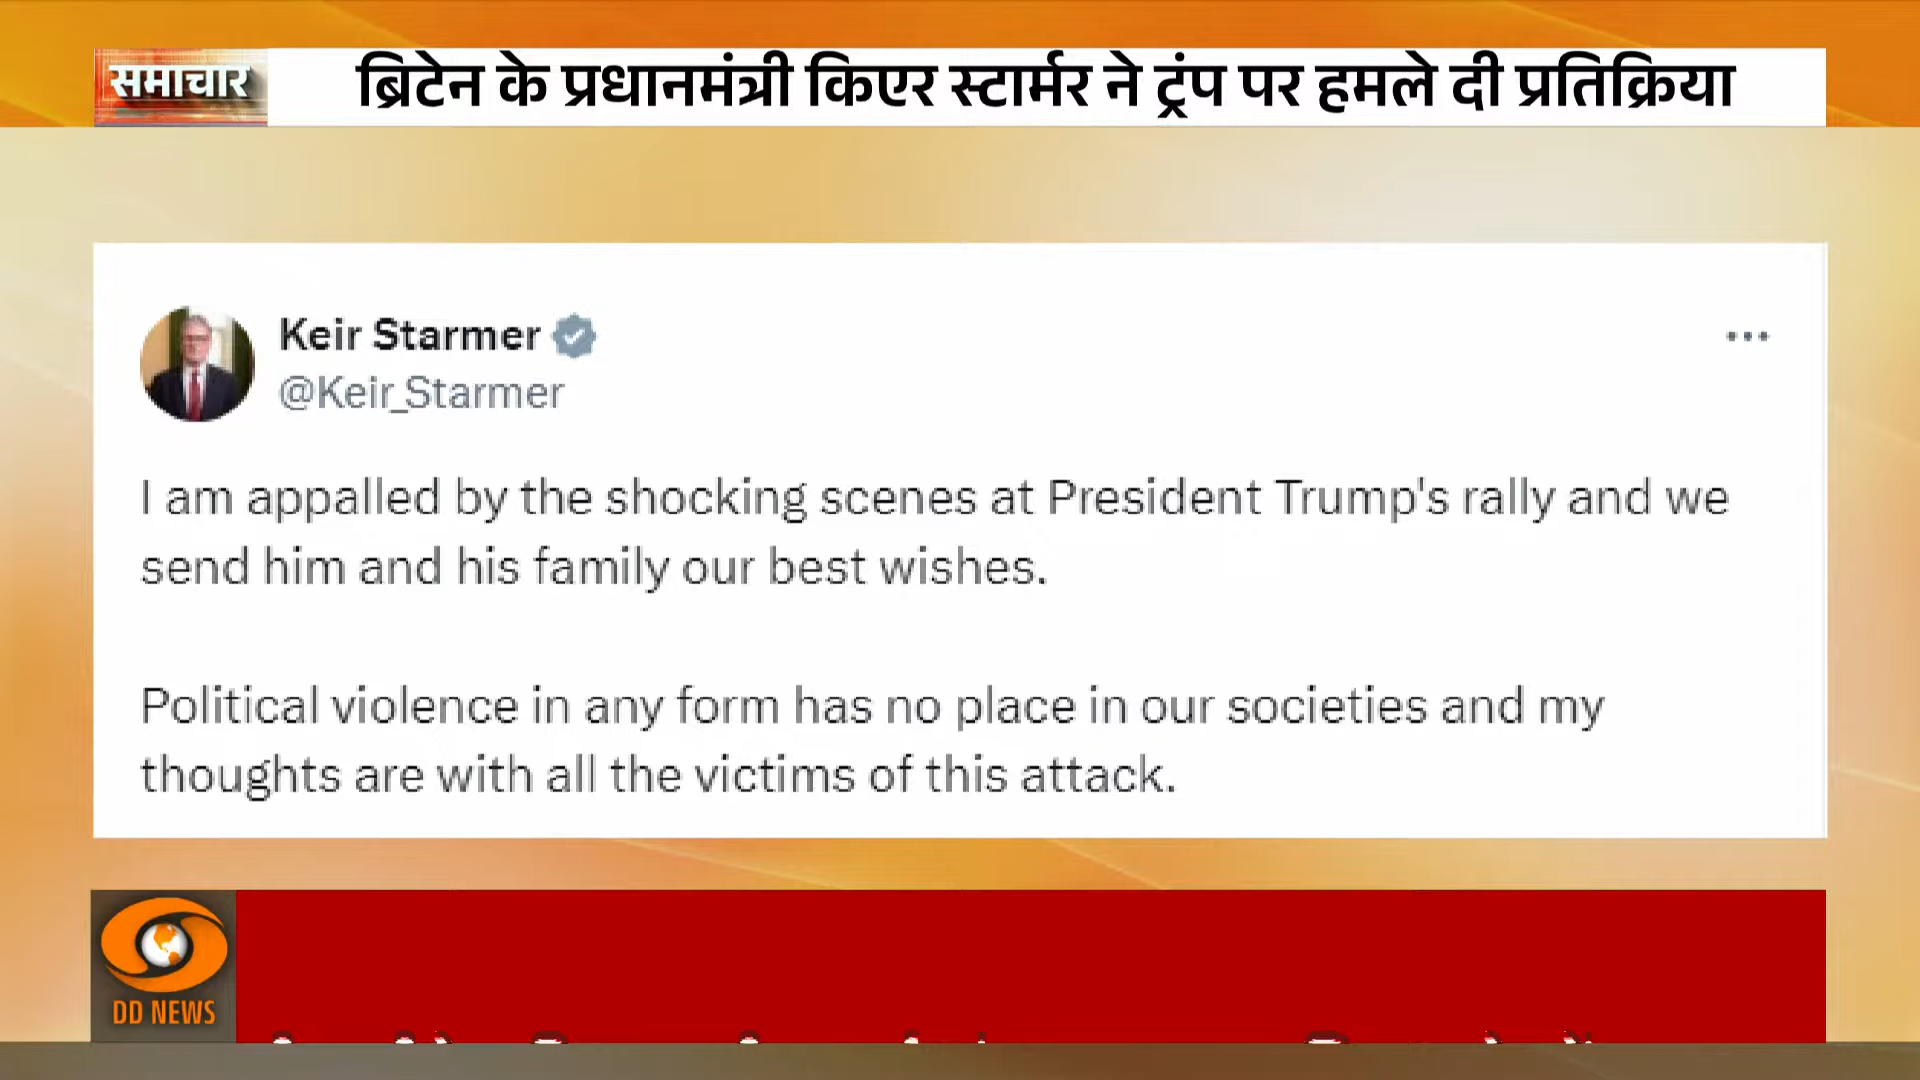 समाचार
ब्रिटेन के प्रधानमंत्री किएर स्टार्मर ने ट्रंप पर हमले दी प्रतिक्रिया
Keir Starmer
@Keir_Starmer
I am appalled by the shocking scenes at President Trump's rally and we
send him and his family our best wishes.
Political violence in any form has no place in our societies and my
thoughts are with all the victims of this attack.
DD NEWS